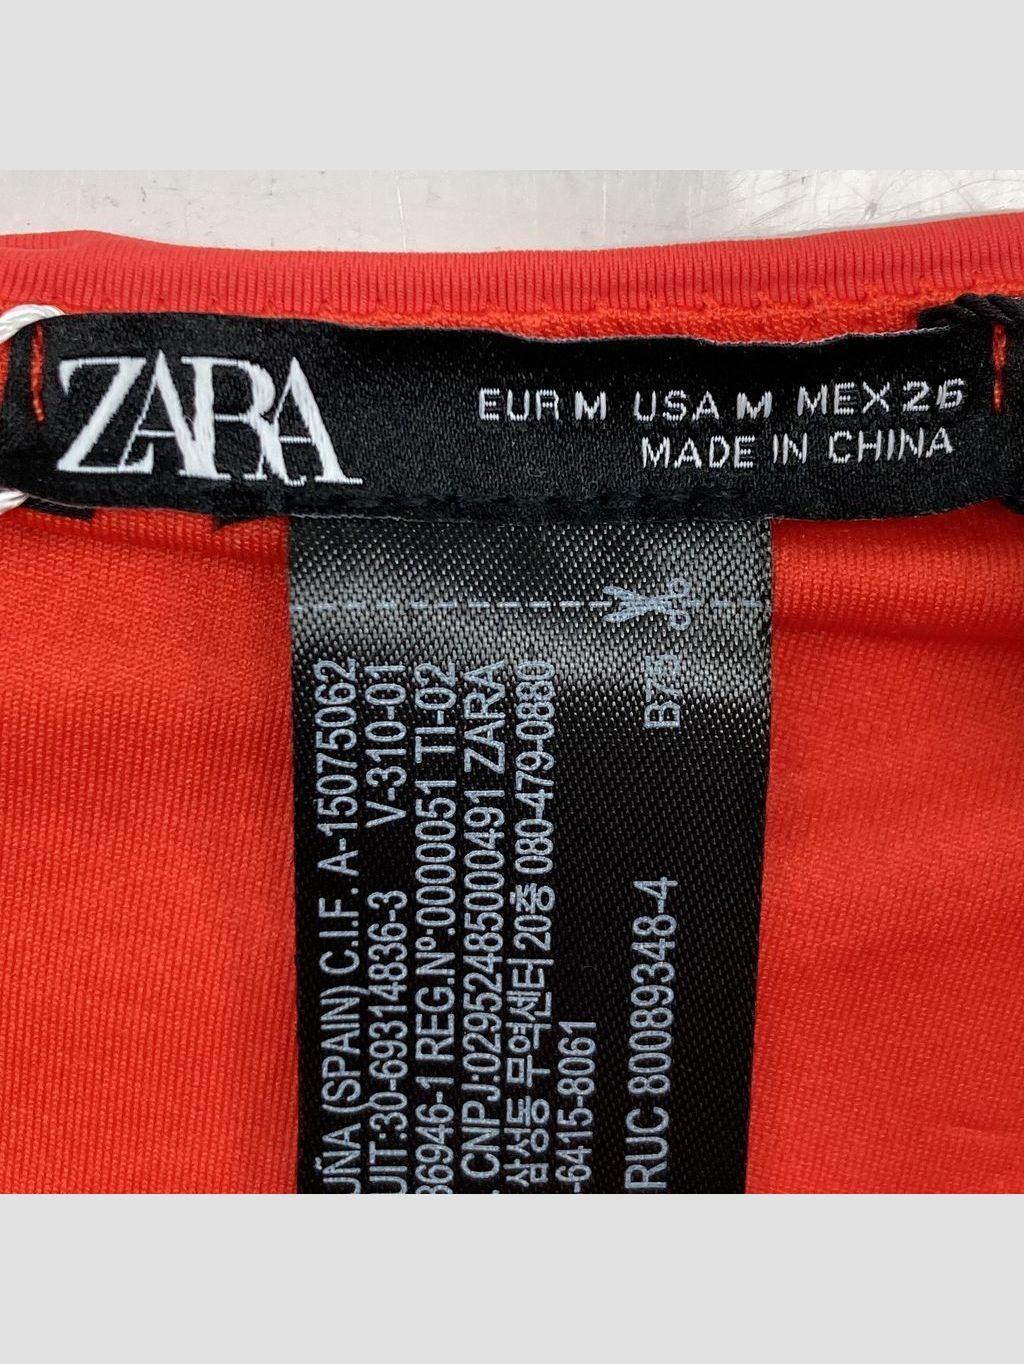 ZARA
EUR M USA M MEX 26
MADE IN CHINA
UÑA (SPAIN) C.I.F. A-15075062
UIT:30-69314836-3 V-310-01
86946-1 REG.Nº:0000051 TI-02
. CNPJ:02952485000491 ZARA
삼성동 무역센터 20층 080-479-0880
-6415-8061
RUC 80089348-4 B75